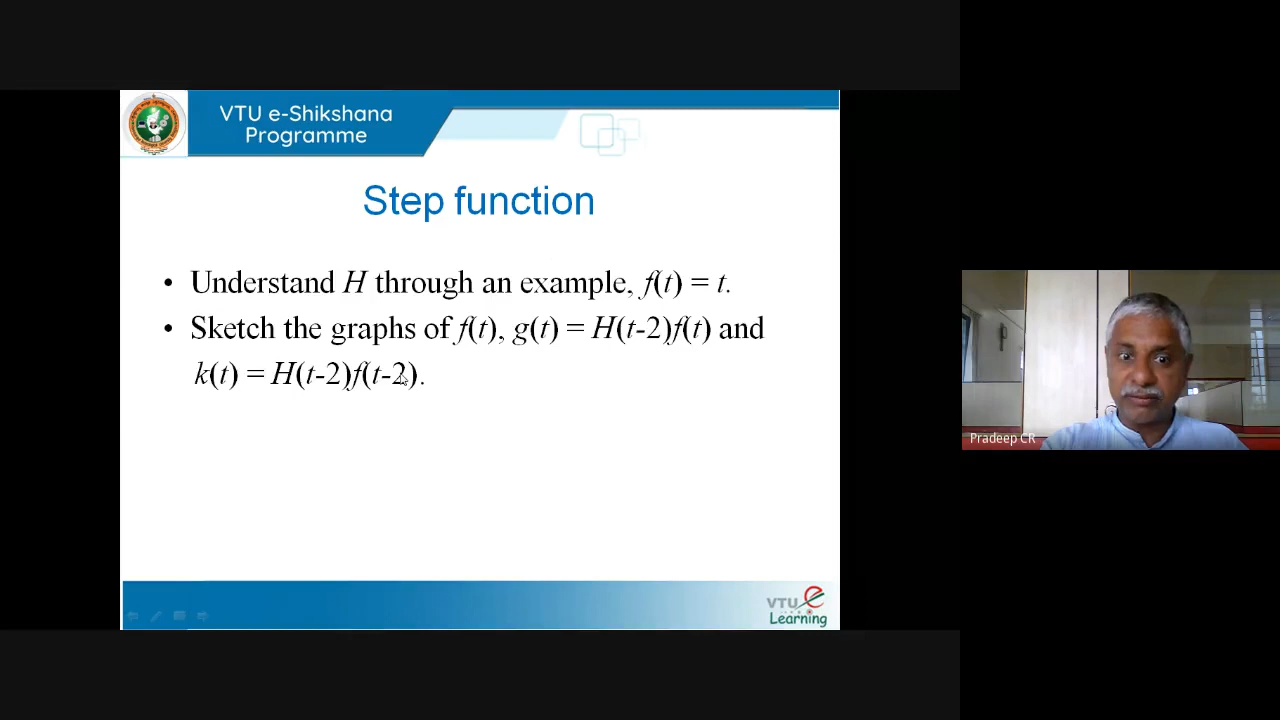 VTU e-Shikshana
Programme
Step function
• Understand H through an example, f(t) = t.
• Sketch the graphs of f(t), g(t) = H(t-2)f(t) and
k(t) = H(t-2)f(t-2).
Pradeep CR
VTU e
Learning